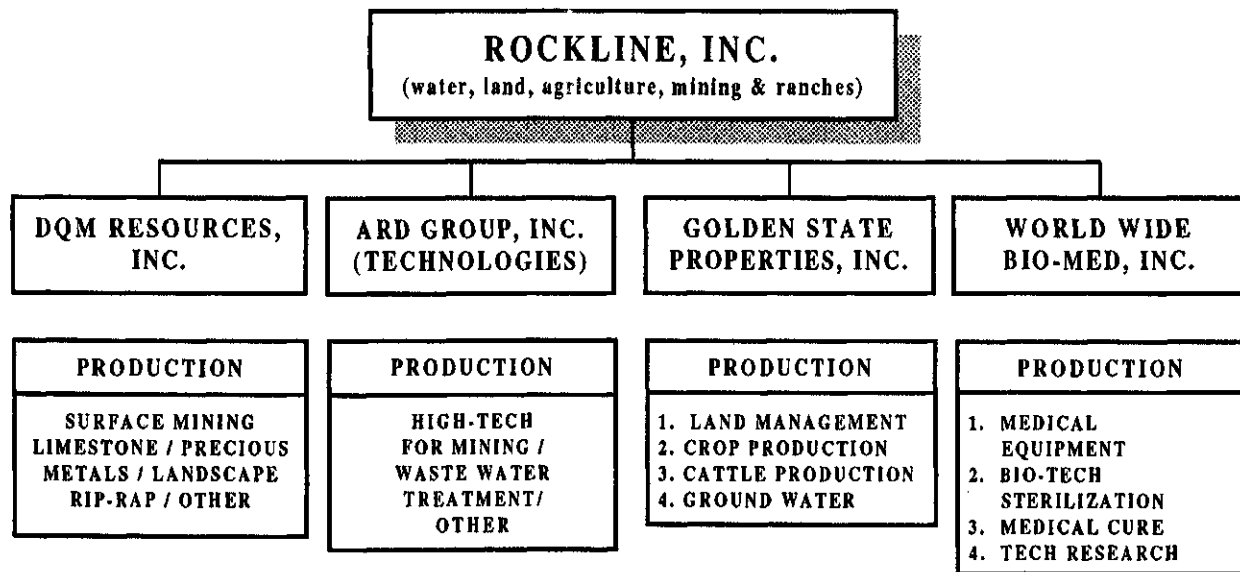 ROCKLINE, INC.
(water, land, agriculture, mining & ranches)
DQM RESOURCES,
INC.
ARD GROUP, INC.
(TECHNOLOGIES)
GOLDEN STATE
PROPERTIES, INC.
WORLD WIDE
BIO-MED, INC.
PRODUCTION
SURFACE MINING
LIMESTONE / PRECIOUS
METALS / LANDSCAPE
RIP-RAP / OTHER
PRODUCTION
HIGH-TECH
FOR MINING /
WASTE WATER
TREATMENT/
OTHER
PRODUCTION
1. LAND MANAGEMENT
2. CROP PRODUCTION
3. CATTLE PRODUCTION
4. GROUND WATER
PRODUCTION
1. MEDICAL
EQUIPMENT
2. BIO-TECH
STERILIZATION
3. MEDICAL CURE
4. TECH RESEARCH